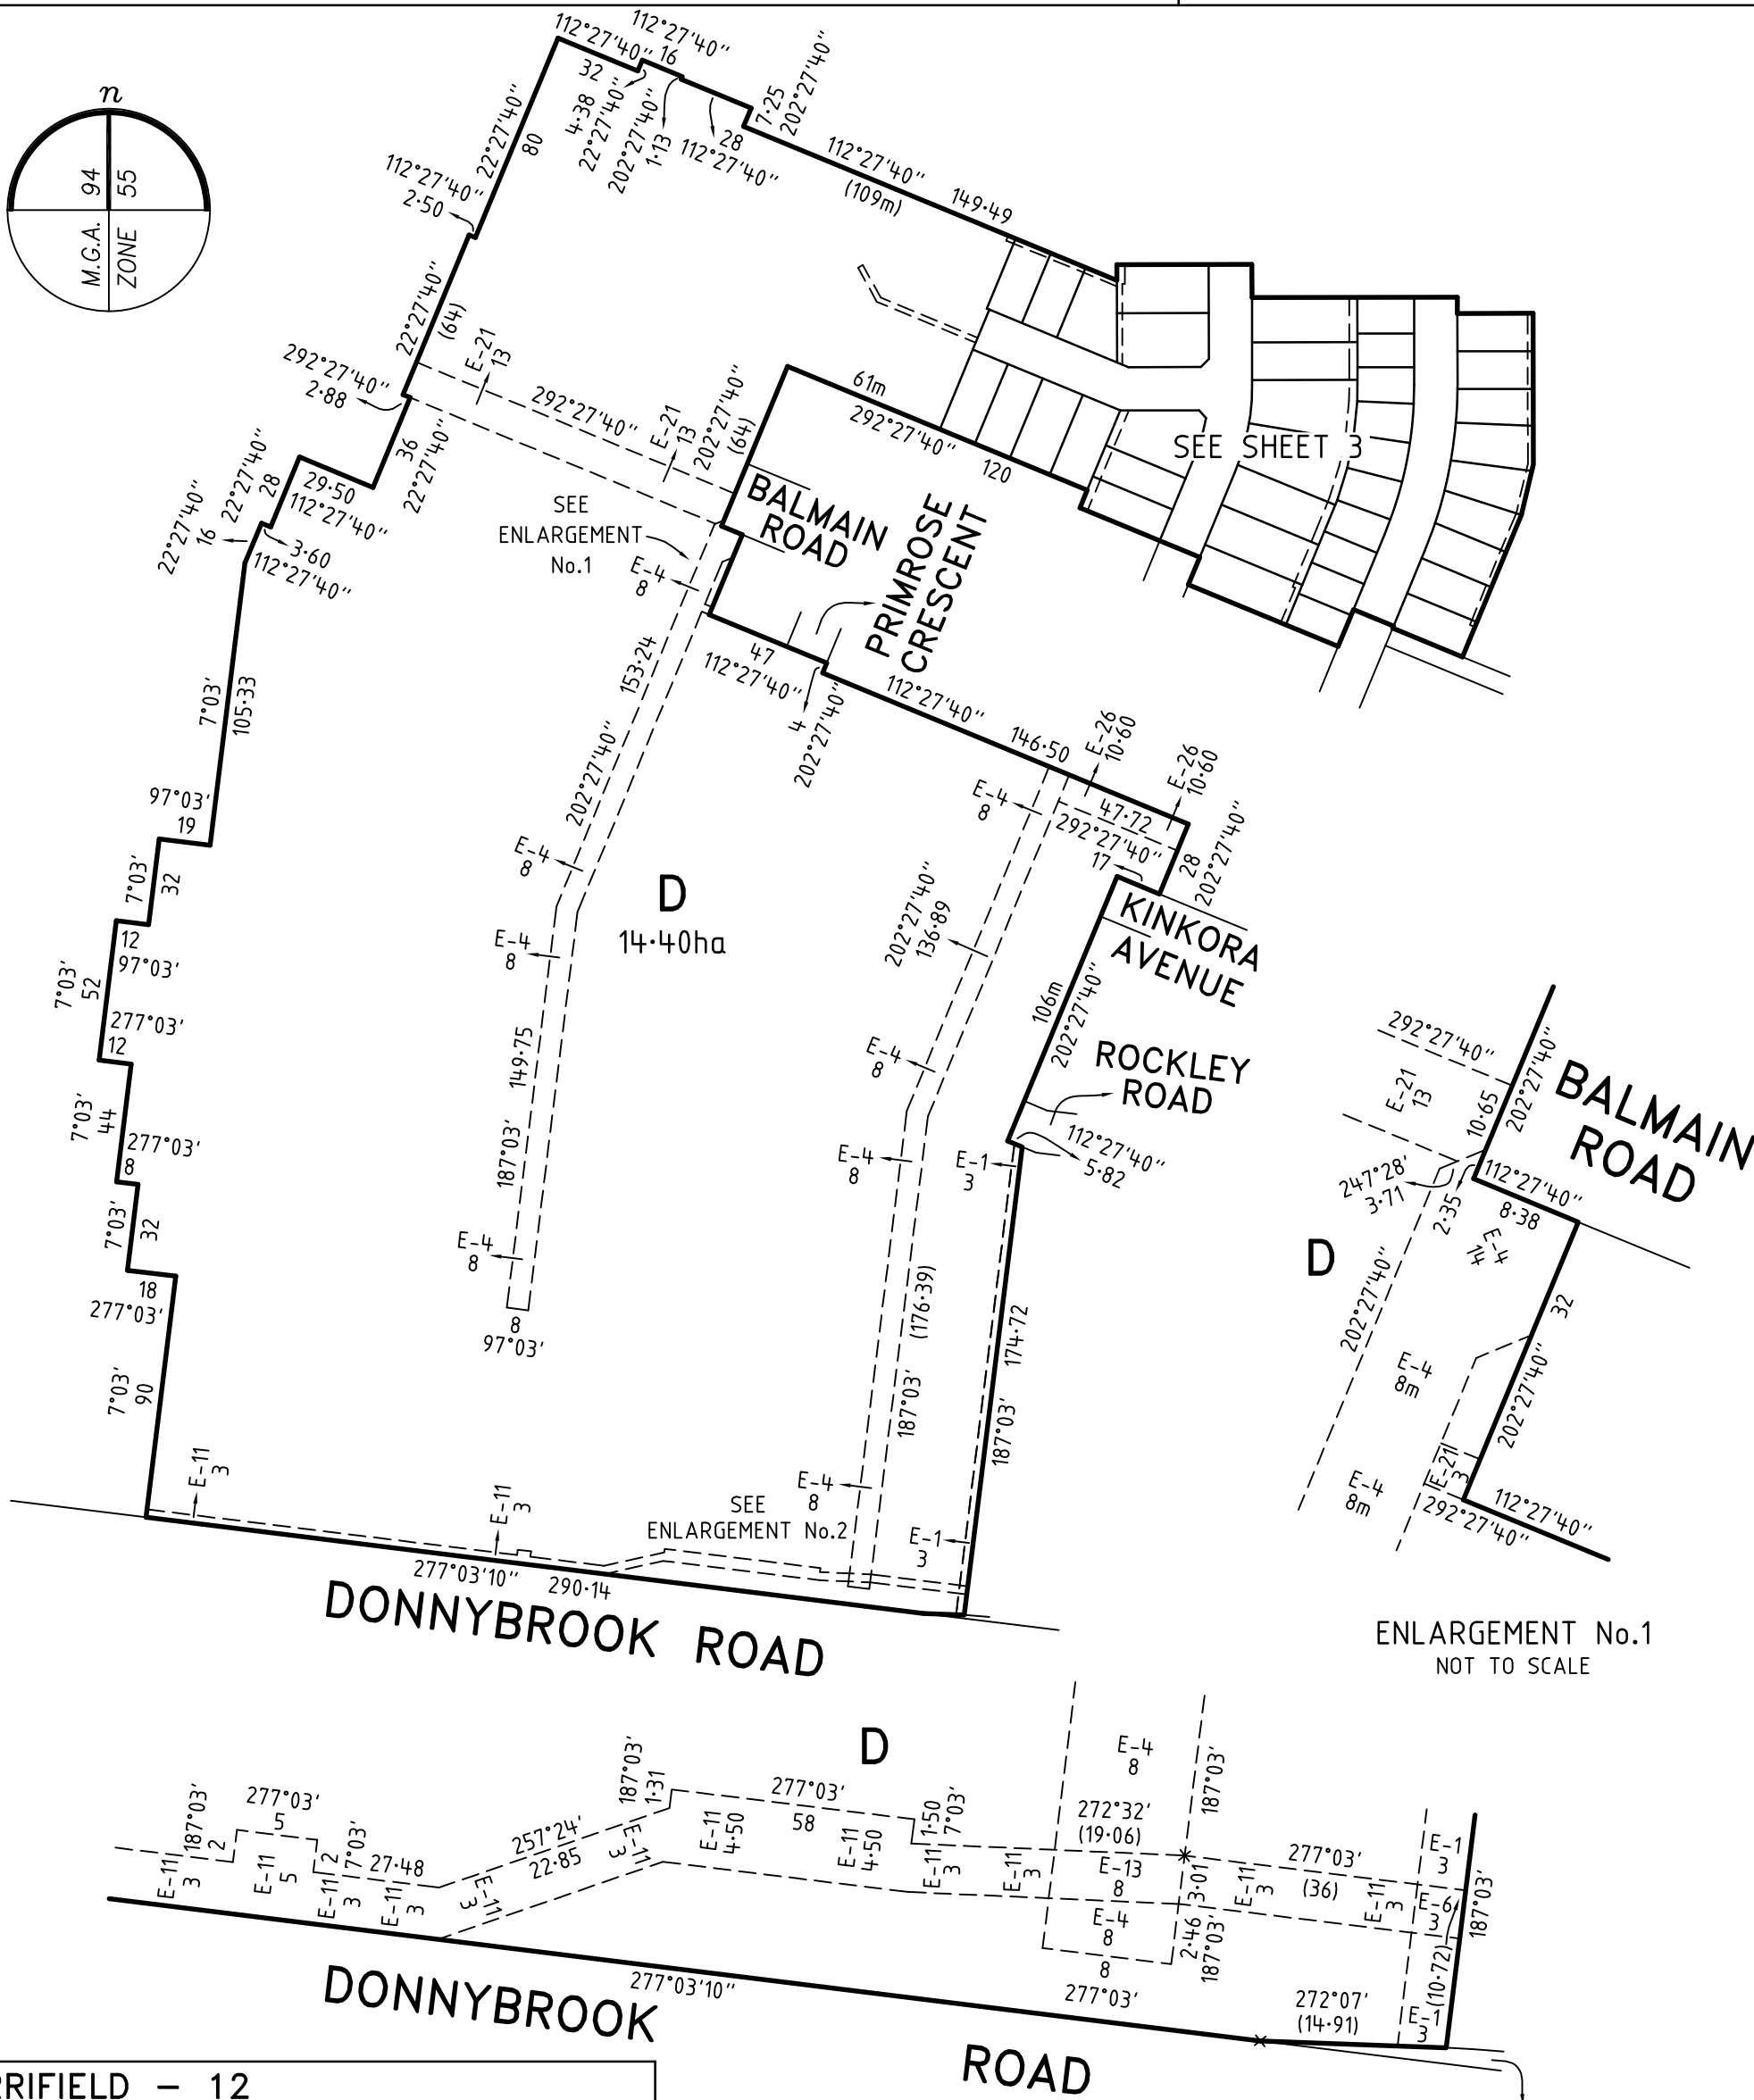 n
94
55
M.G.A.
ZONE
112°27'40"
32
112°27'40"
16
4·38
22°27'40"
202°27'40"
1·13
28
112°27'40"
7·25
202°27'40"
112°27'40"
(109m)
149·49
22°27'40"
80
112°27'40"
2·50
22°27'40"
(64)
E-21
13
292°27'40"
2·88
292°27'40"
E-21
13
202°27'40"
(64)
61m
292°27'40"
120
SEE SHEET 3
36
22°27'40"
29·50
112°27'40"
22°27'40"
28
22°27'40"
16
3·60
112°27'40"
SEE
ENLARGEMENT
No.1
BALMAIN
ROAD
PRIMROSE
CRESCENT
E-4
8
47
112°27'40"
4
202°27'40"
112°27'40"
146·50
E-26
10·60
E-26
10·60
153·24
202°27'40"
7°03'
105·33
97°03'
19
7°03'
32
12
97°03'
7°03'
52
277°03'
12
7°03'
44
277°03'
8
7°03'
32
18
277°03'
7°03'
90
E-4
8
E-4
8
D
14·40ha
149·75
187°03'
E-4
8
8
97°03'
E-4
8
47·72
292°27'40"
17
28
202°27'40"
202°27'40"
136·89
KINKORA
AVENUE
106m
202°27'40"
E-4
8
ROCKLEY
ROAD
112°27'40"
5·82
E-4
8
E-1
3
(176·39)
187°03'
174·72
187°03'
E-4
8
E-1
3
E-11
3
E-11
3
SEE
ENLARGEMENT No.2
277°03'10"
290·14
DONNYBROOK ROAD
292°27'40"
E-21
13
10·65
202°27'40"
BALMAIN
ROAD
247°28'
3·71
2·35
112°27'40"
8·38
E-4
14
D
202°27'40"
32
E-4
8m
202°27'40"
E-21
3
E-4
8m
292°27'40"
112°27'40"
ENLARGEMENT No.1
NOT TO SCALE
D
E-4
8
187°03'
187°03'
2
277°03'
5
E-11
3
E-11
5
2
7°03'
E-11
3
27·48
E-11
3
257°24'
22·85
E-11
3
E-11
3
187°03'
1·31
277°03'
58
E-11
4·50
E-11
4·50
1·50
7°03'
E-11
3
E-11
3
272°32'
(19·06)
E-13
8
3·01
E-4
8
2·46
187°03'
8
E-11
3
277°03'
(36)
E-11
3
E-1
3
E-6
3
187°03'
(10·72)
E-1
3
272°07'
(14·91)
277°03'
277°03'10"
DONNYBROOK
ROAD
RRIFIELD - 12